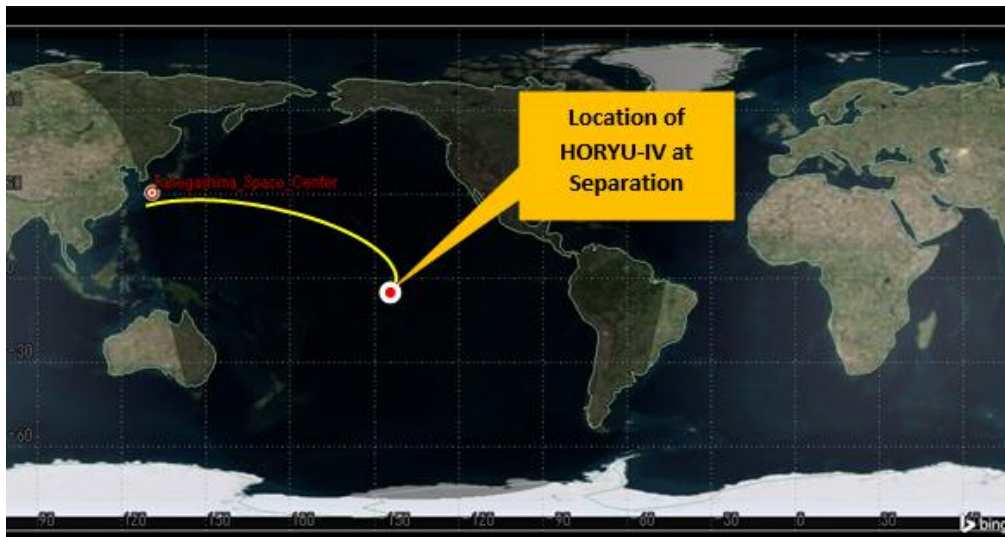 Location of
HORYU-IV at
Separation
Tanegashima_Space_Center
-30
-60
90 120 150 180 -150 -120 -90 -60 -30 0 30 60
bing